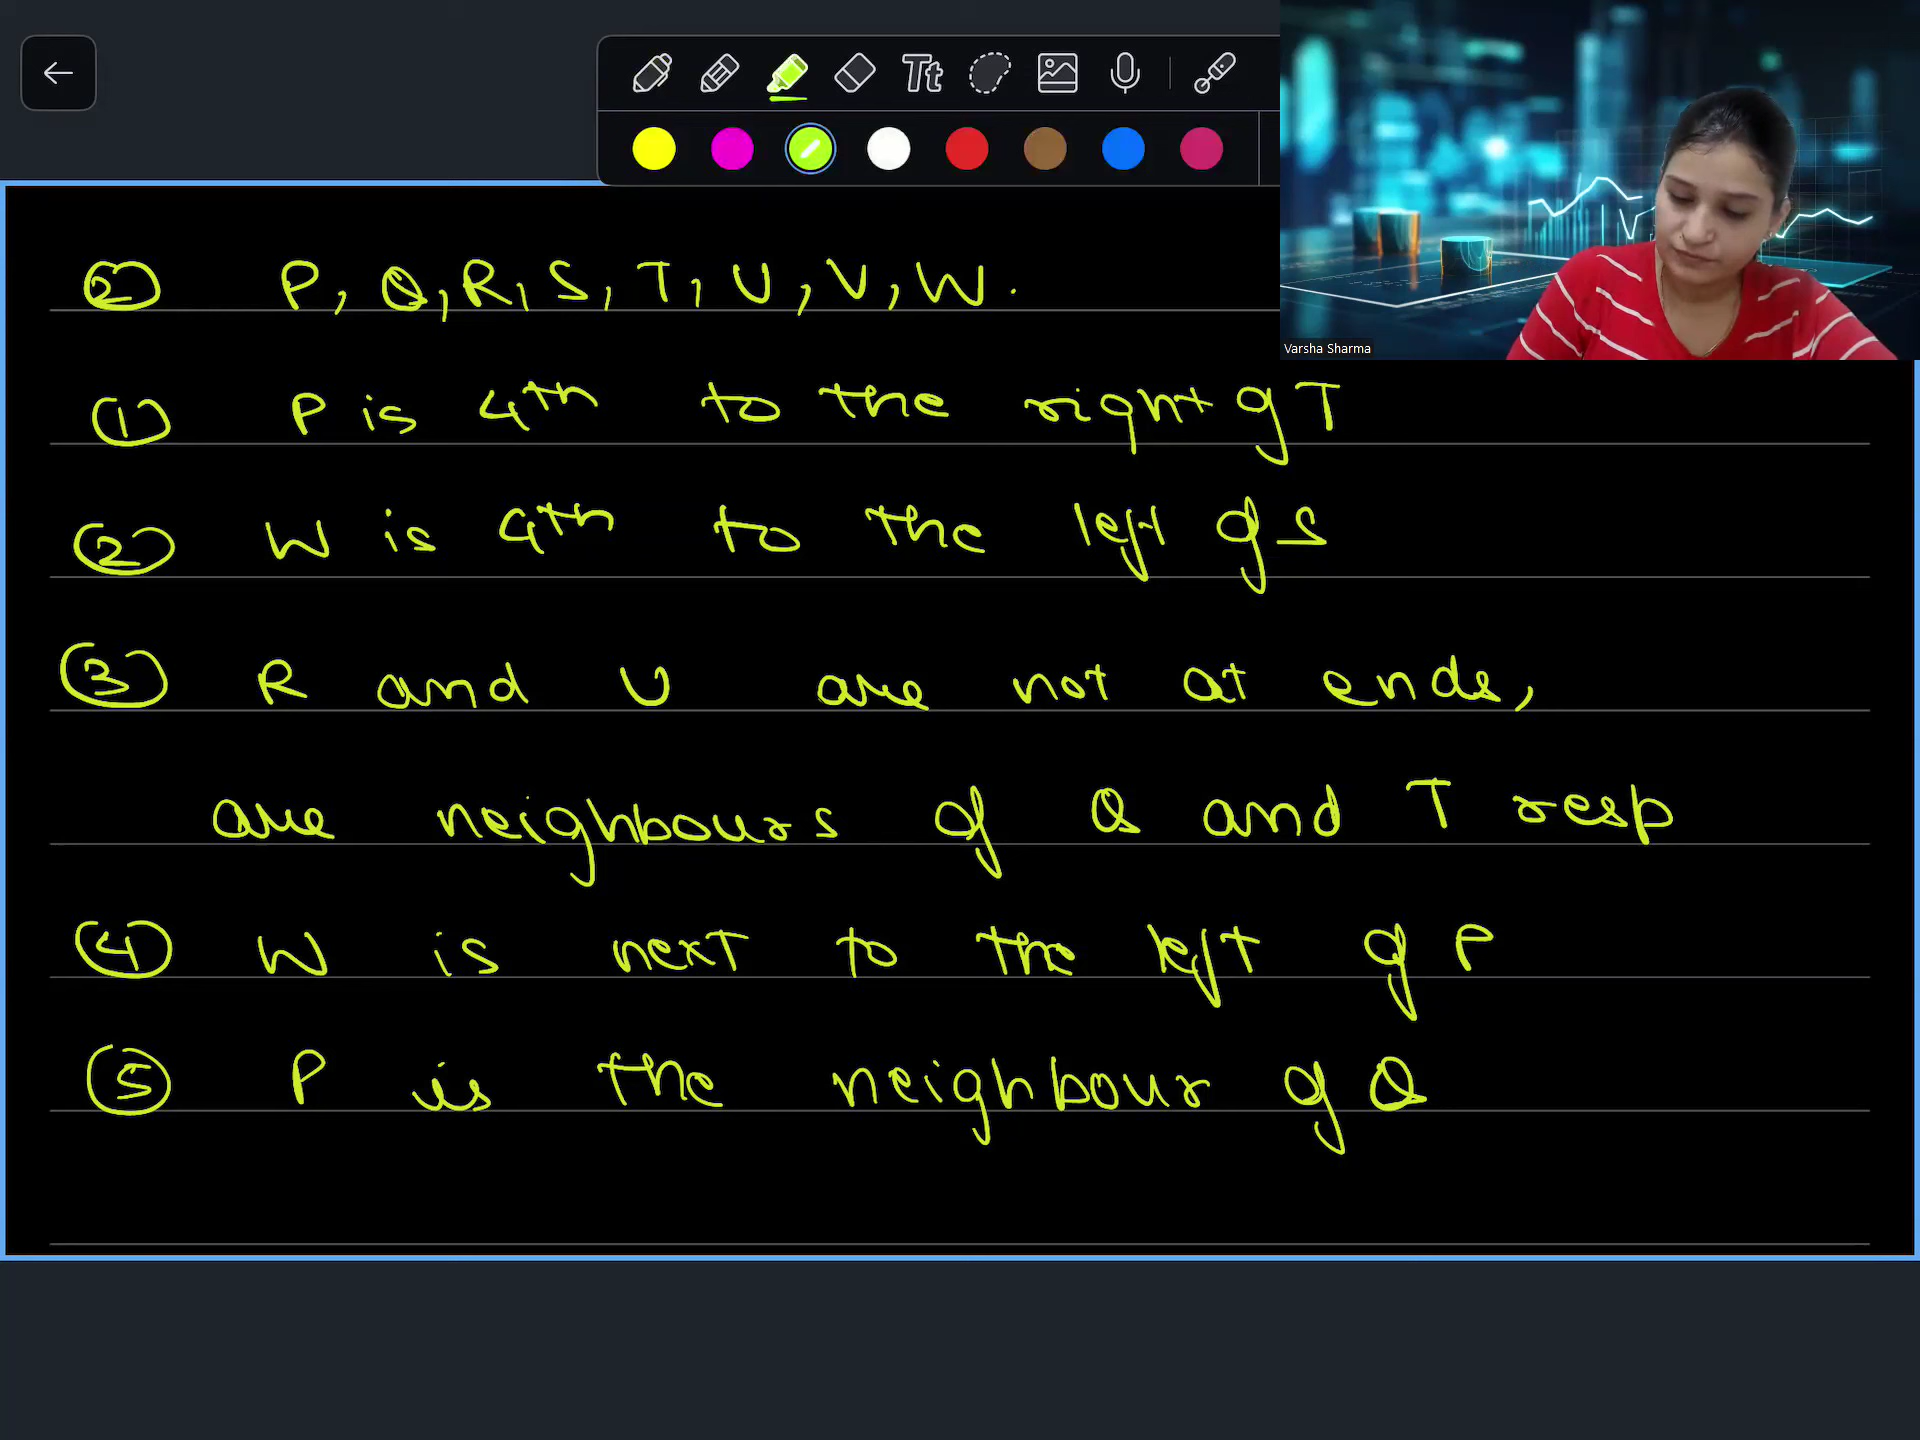 Tt
Varsha Sharma
② P, Q, R, S, T, U, V, W.
① P is 4th to the right of T
② W is 4th to the left of S
③ R and U are not at ends,
are neighbours of Q and T resp
④ W is next to the left of P
⑤ P is the neighbour of Q